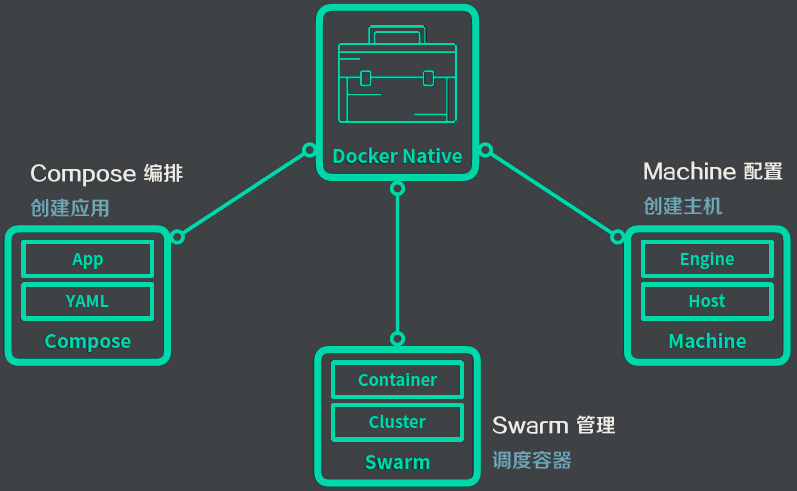 Docker Native
Compose 编排
创建应用
App
YAML
Compose
Machine 配置
创建主机
Engine
Host
Machine
Container
Cluster
Swarm
Swarm 管理
调度容器